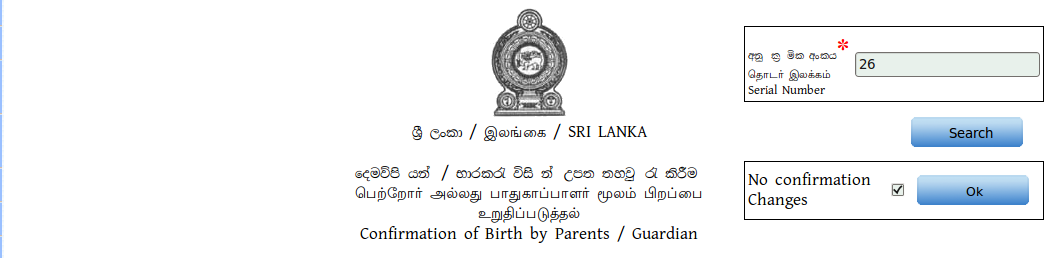 අනු ක්‍ර මික අංකය*
26
தொடர் இலக்கம்
Serial Number
Search
ශ්‍රී ලංකා / இலங்கை / SRI LANKA
දෙමව්පි යන් / භාරකරු විසි න් උපත තහවු රු කිරීම
பெற்றோர் அல்லது பாதுகாப்பாளர் மூலம் பிறப்பை
உறுதிப்படுத்தல்
Confirmation of Birth by Parents / Guardian
No confirmation
Changes
Ok